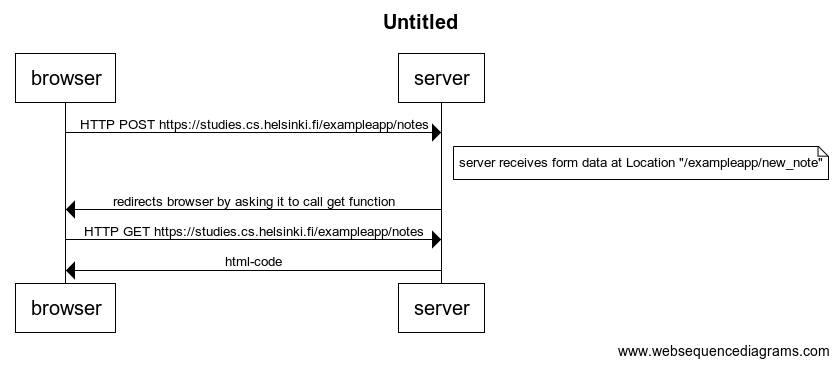 Untitled
browser server
HTTP POST https://studies.cs.helsinki.fi/exampleapp/notes
server receives form data at Location "/exampleapp/new_note"
redirects browser by asking it to call get function
HTTP GET https://studies.cs.helsinki.fi/exampleapp/notes
html-code
browser server
www.websequencediagrams.com